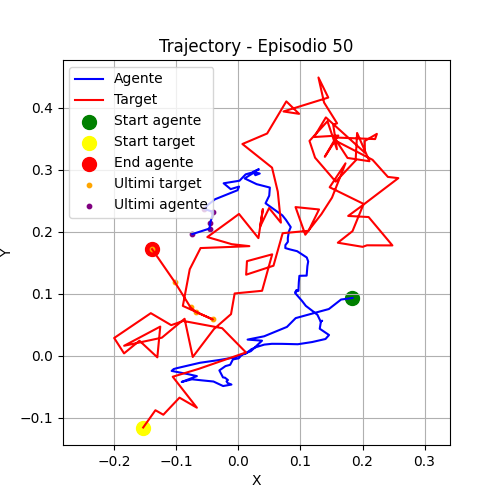 Trajectory - Episodio 50
Agente
Target
Start agente
Start target
End agente
Ultimi target
Ultimi agente
0.4
0.3
0.2
0.1
0.0
−0.1
Y
−0.2
−0.1
0.0
0.1
0.2
0.3
X